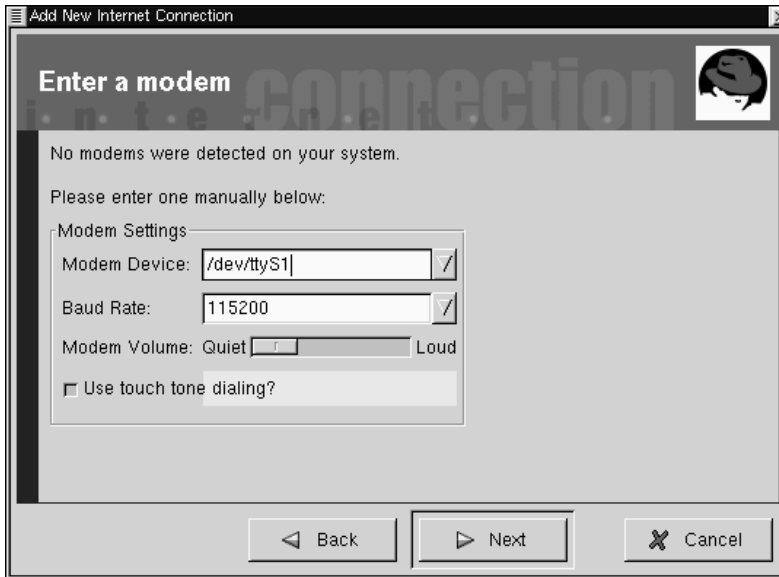 Add New Internet Connection
Enter a modem
internet connection
No modems were detected on your system.
Please enter one manually below:
Modem Settings
Modem Device: /dev/ttyS1
Baud Rate: 115200
Modem Volume: Quiet Loud
Use touch tone dialing?
Back Next Cancel